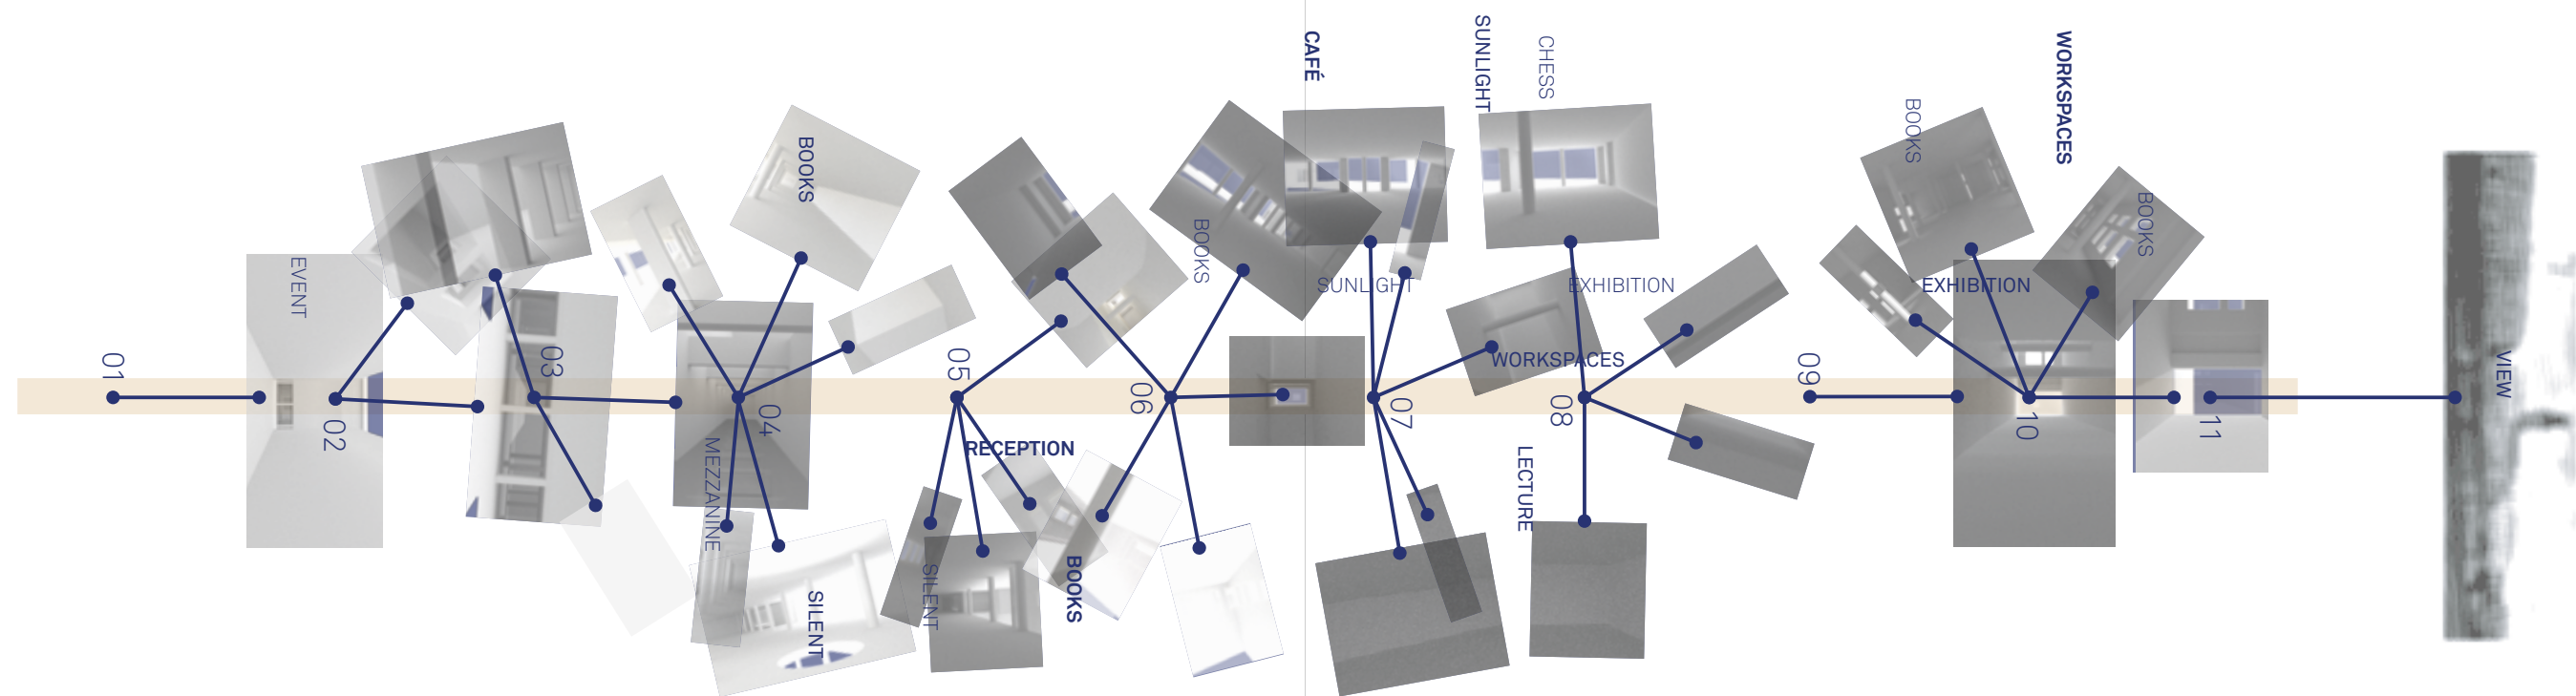 01
EVENT
02
03
BOOKS
04
MEZZANINE
SILENT
05
RECEPTION
SILENT
BOOKS
06
BOOKS
CAFÉ
SUNLIGHT
07
SUNLIGHT
CHESS
EXHIBITION
WORKSPACES
08
LECTURE
09
BOOKS
EXHIBITION
WORKSPACES
10
BOOKS
11
VIEW